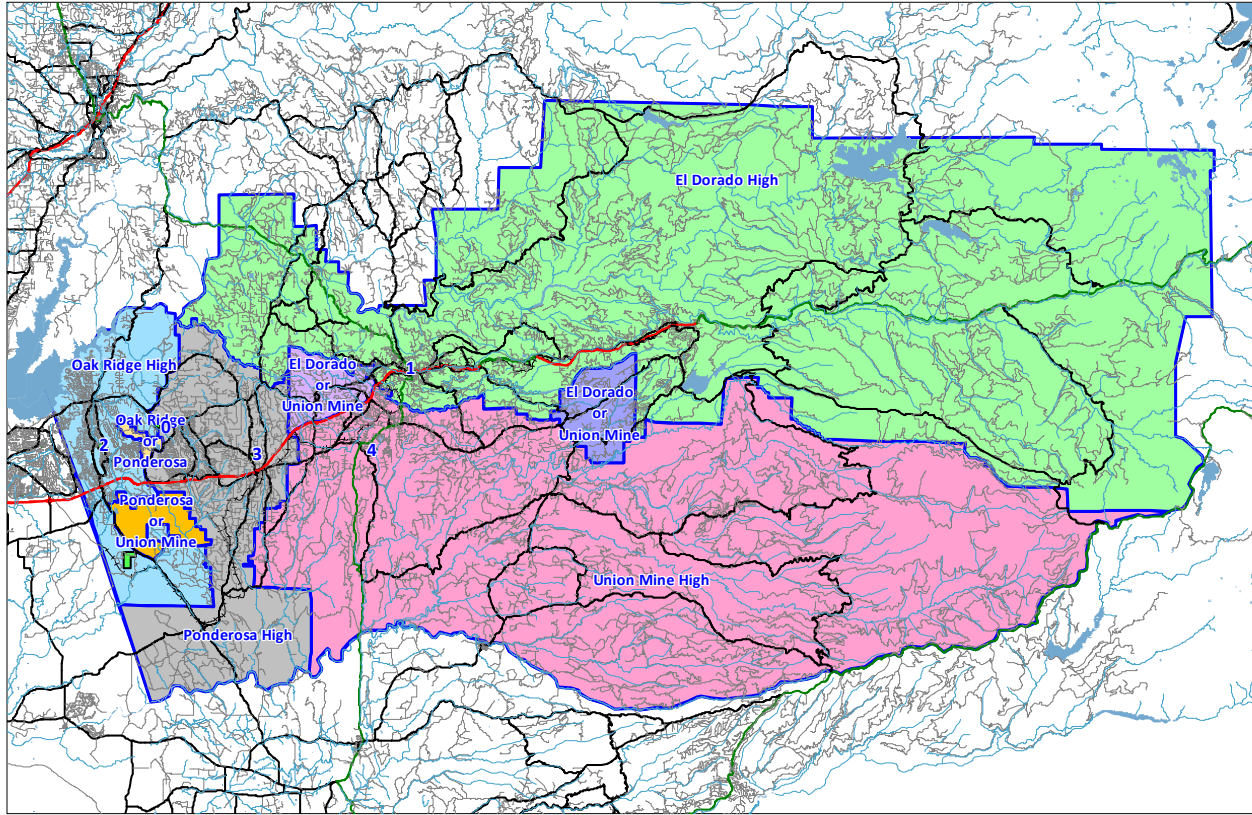 El Dorado High
Oak Ridge High
El Dorado
or
Union Mine
1
El Dorado
or
Union Mine
Oak Ridge
0
or
2
Ponderosa
3
4
Ponderosa
or
Union Mine
Union Mine High
Ponderosa High